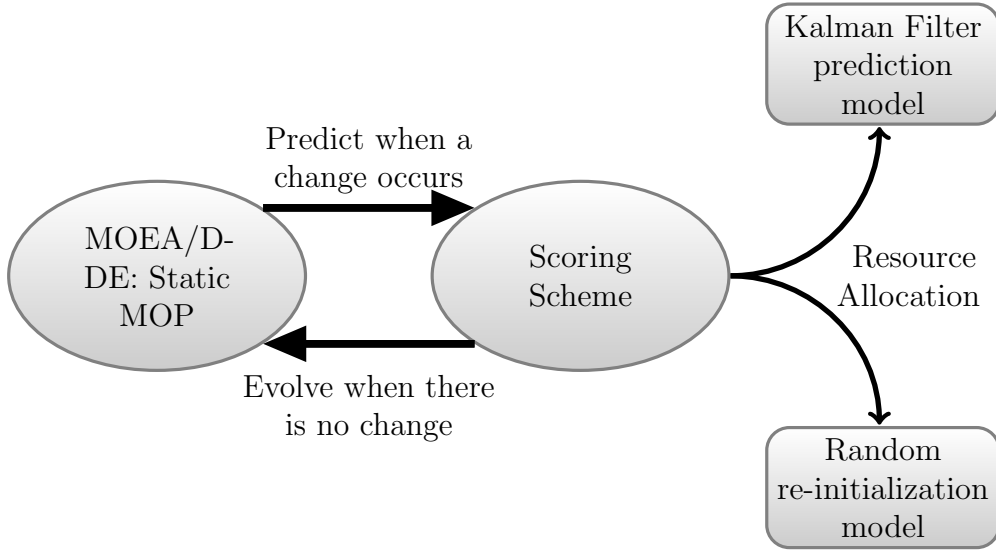 Kalman Filter
prediction
model
Predict when a
change occurs
MOEA/D-
DE: Static
MOP
Scoring
Scheme
Resource
Allocation
Evolve when there
is no change
Random
re-initialization
model